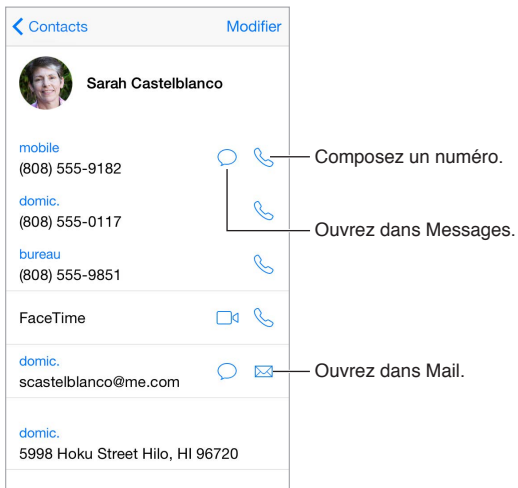 Contacts
Modifier
Sarah Castelblanco
mobile
(808) 555-9182
Composez un numéro.
domic.
(808) 555-0117
Ouvrez dans Messages.
bureau
(808) 555-9851
FaceTime
domic.
scastelblanco@me.com
Ouvrez dans Mail.
domic.
5998 Hoku Street Hilo, HI 96720